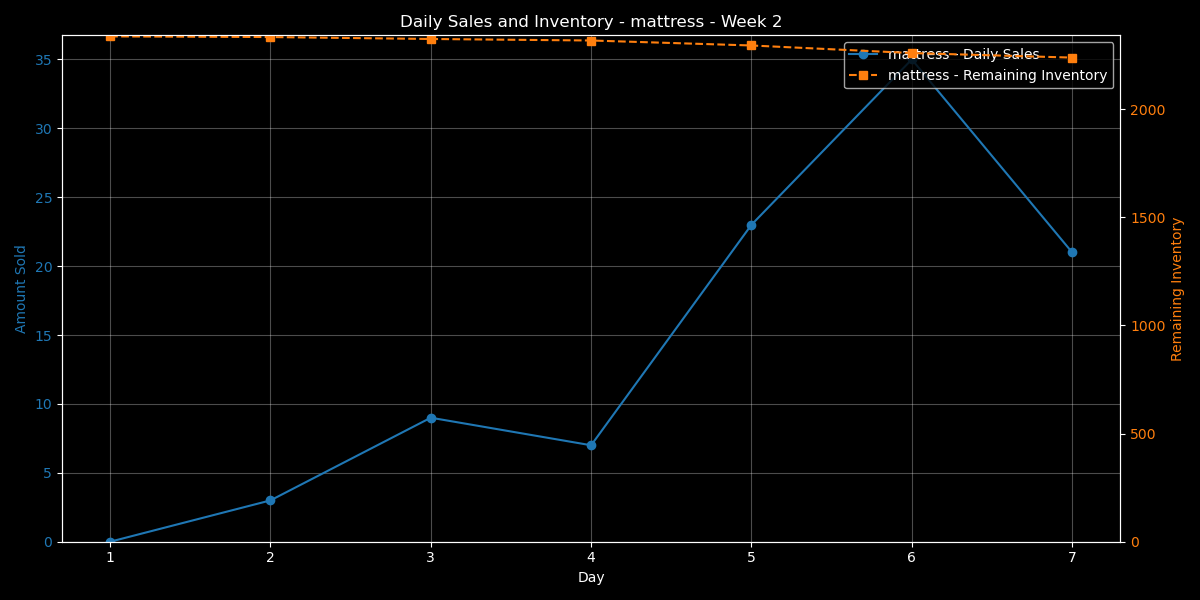 Daily Sales and Inventory - mattress - Week 2
mattress - Daily Sales
mattress - Remaining Inventory
35
30
25
20
15
10
5
0
Amount Sold
2000
1500
1000
500
0
Remaining Inventory
1 2 3 4 5 6 7
Day